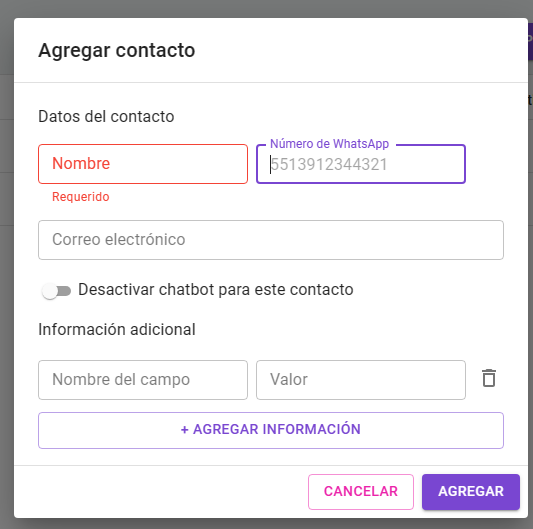 Agregar contacto
Datos del contacto
Nombre
Número de WhatsApp
5513912344321
Requerido
Correo electrónico
Desactivar chatbot para este contacto
Información adicional
Nombre del campo
Valor
+ AGREGAR INFORMACIÓN
CANCELAR
AGREGAR